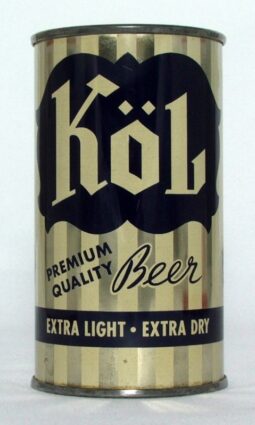 KöL
PREMIUM
QUALITY Beer
EXTRA LIGHT • EXTRA DRY